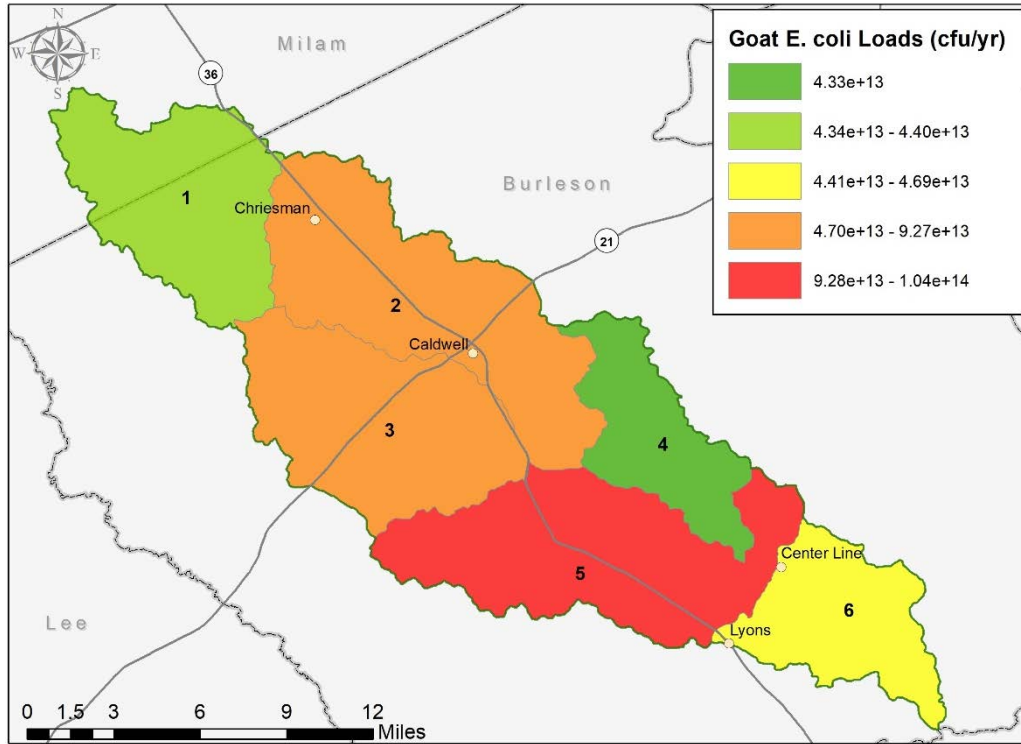 N
W E
S
Milam
36
Goat E. coli Loads (cfu/yr)
4.33e+13
4.34e+13 - 4.40e+13
4.41e+13 - 4.69e+13
4.70e+13 - 9.27e+13
9.28e+13 - 1.04e+14
Burleson
1
Chriesman
21
2
Caldwell
3
4
5
Center Line
6
Lee
Lyons
0 1.5 3 6 9 12
Miles